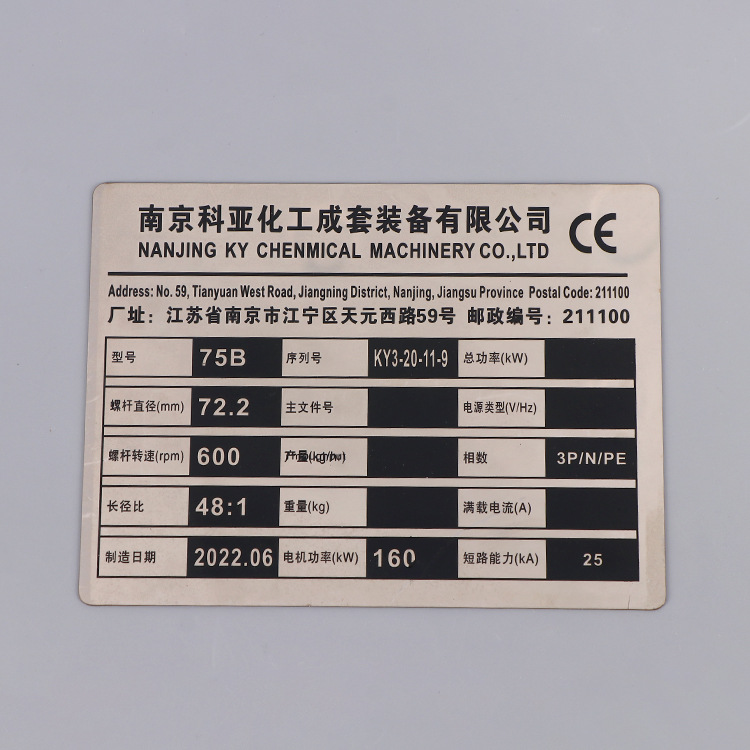 南京科亚化工成套装备有限公司 CE
NANJING KY CHENMICAL MACHINERY CO.,LTD
Address: No. 59, Tianyuan West Road, Jiangning District, Nanjing, Jiangsu Province Postal Code: 211100
厂址：江苏省南京市江宁区天元西路59号 邮政编号：211100
型号 75B 序列号 KY3-20-11-9 总功率(kW)
螺杆直径(mm) 72.2 主文件号 电源类型(V/Hz)
螺杆转速(rpm) 600 相数 3P/N/PE
长径比 48:1 重量(kg) 满载电流(A)
制造日期 2022.06 电机功率(kW) 160 短路能力(kA) 25